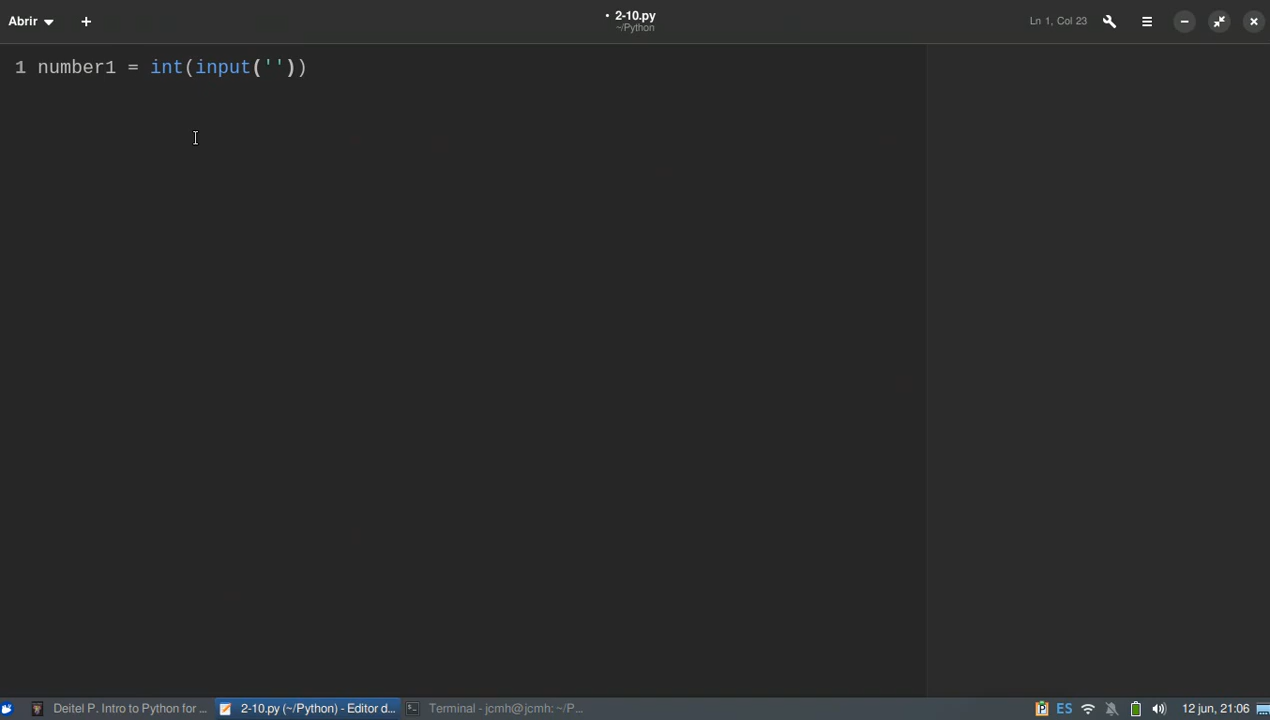 Abrir
• 2-10.py
~/Python
Ln 1, Col 23
1 number1 = int(input(''))
Deitel P. Intro to Python for ...
2-10.py (~/Python) - Editor d...
Terminal - jcmh@jcmh: ~/P...
ES
12 jun, 21:06